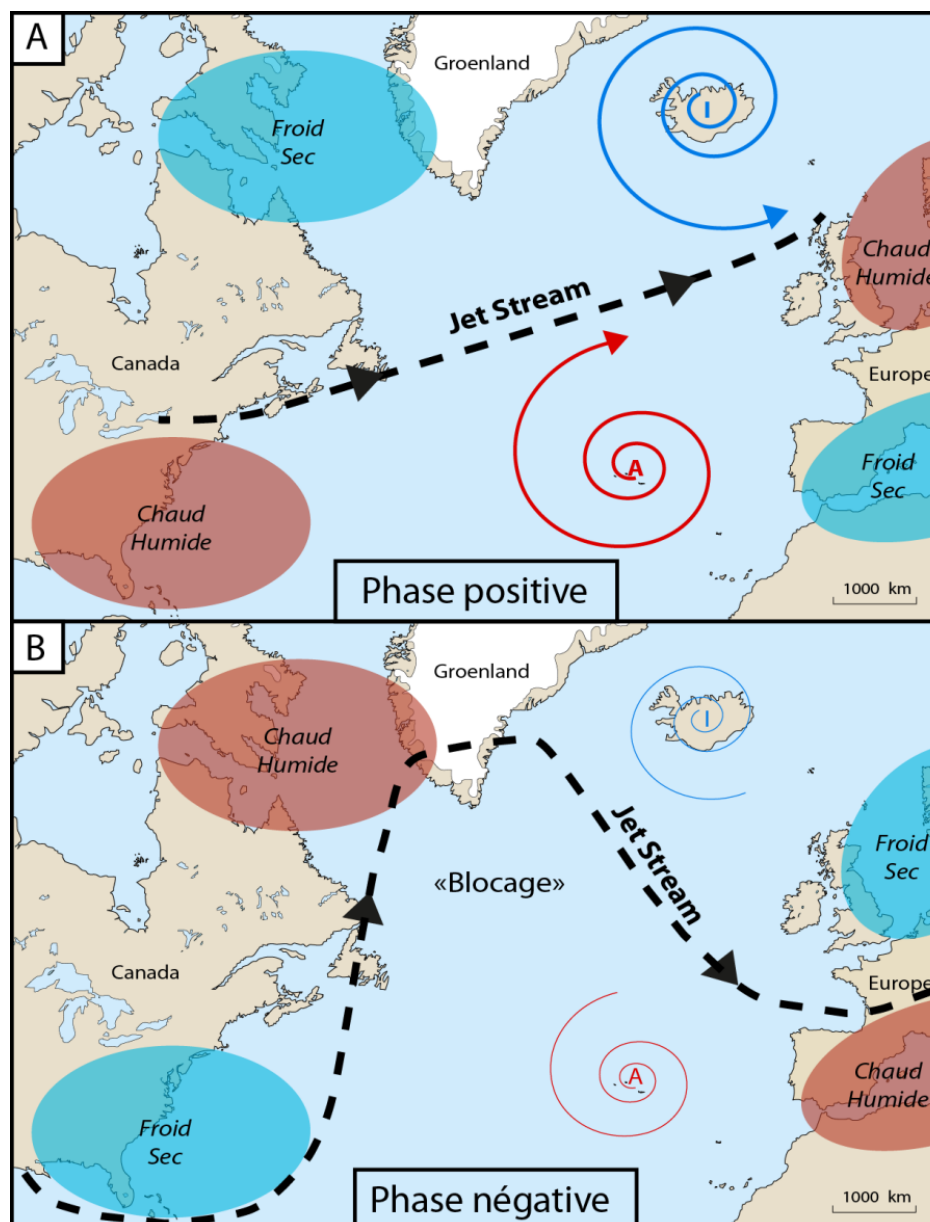 A
Groenland
I
Froid
Sec
Chaud
Humide
Jet Stream
Canada
Europe
A
Froid
Sec
Chaud
Humide
Phase positive
1000 km
B
Groenland
I
Chaud
Humide
Froid
Sec
Jet Stream
«Blocage»
Canada
Europe
A
Chaud
Humide
Froid
Sec
Phase négative
1000 km